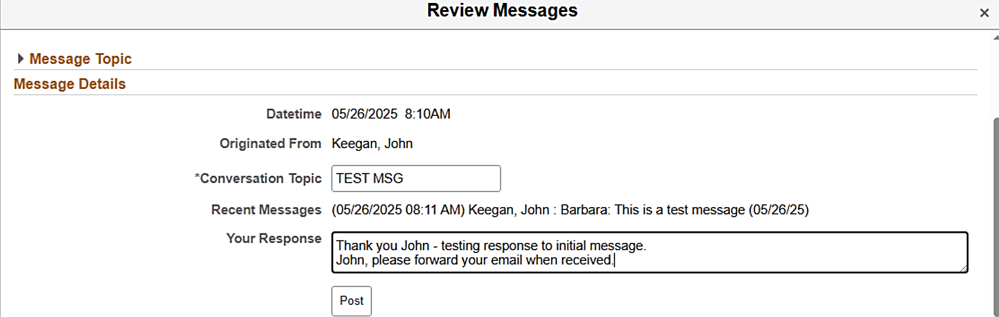 Review Messages
×
Message Topic
Message Details
Datetime 05/26/2025 8:10AM
Originated From Keegan, John
*Conversation Topic TEST MSG
Recent Messages (05/26/2025 08:11 AM) Keegan, John : Barbara: This is a test message (05/26/25)
Your Response Thank you John - testing response to initial message.
John, please forward your email when received.
Post